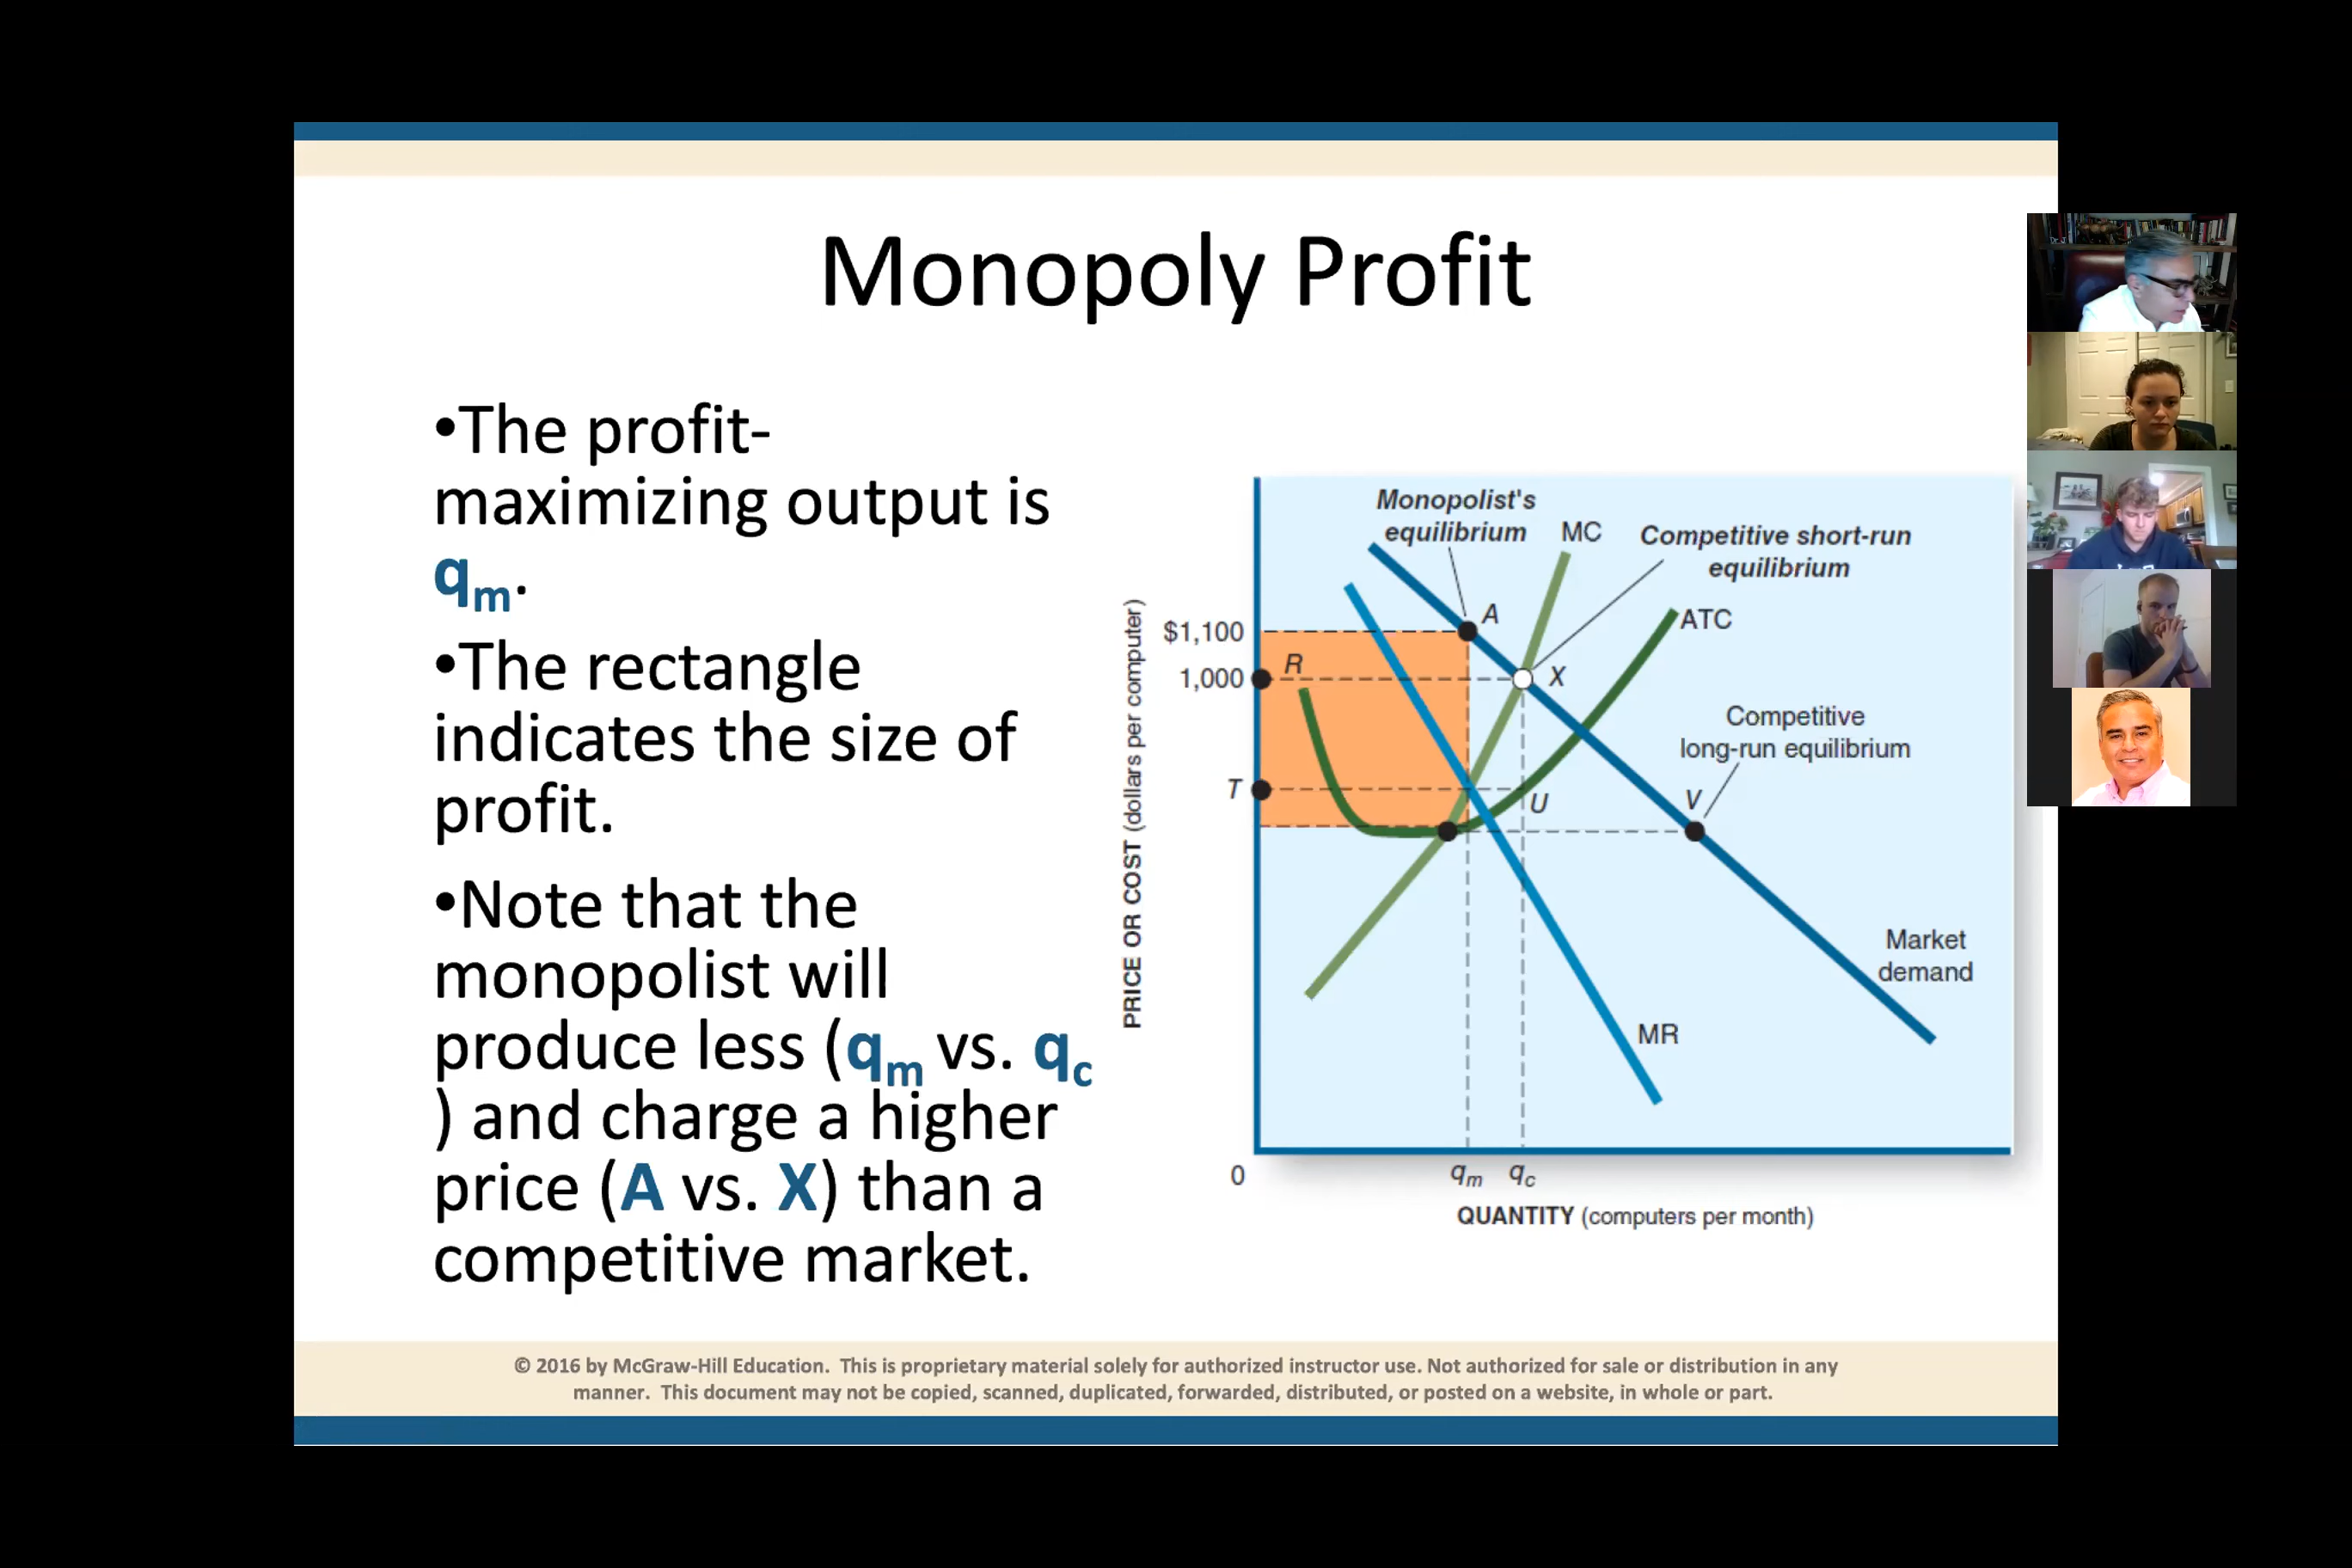 Monopoly Profit
•The profit-
maximizing output is
qm.
•The rectangle
indicates the size of
profit.
•Note that the
monopolist will
produce less (qm vs. qc
) and charge a higher
price (A vs. X) than a
competitive market.
Monopolist's
equilibrium
MC
Competitive short-run
equilibrium
A
ATC
$1,100
R
1,000
X
Competitive
long-run equilibrium
T
U
V
PRICE OR COST (dollars per computer)
Market
demand
MR
0
qm
qc
QUANTITY (computers per month)
© 2016 by McGraw-Hill Education.  This is proprietary material solely for authorized instructor use. Not authorized for sale or distribution in any
manner.  This document may not be copied, scanned, duplicated, forwarded, distributed, or posted on a website, in whole or part.